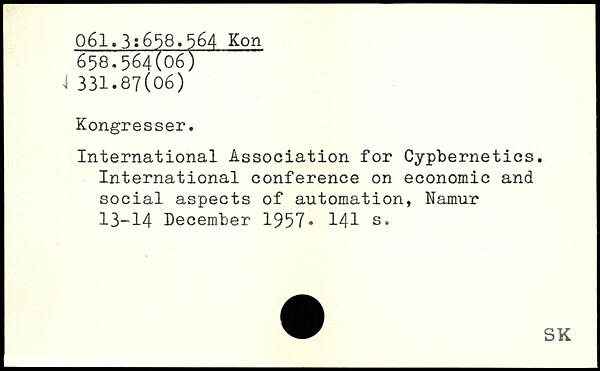 061.3:658.564 Kon
658.564(06)
331.87(06)
Kongresser.
International Association for Cypbernetics.
International conference on economic and
social aspects of automation, Namur
13-14 December 1957. 141 s.
SK